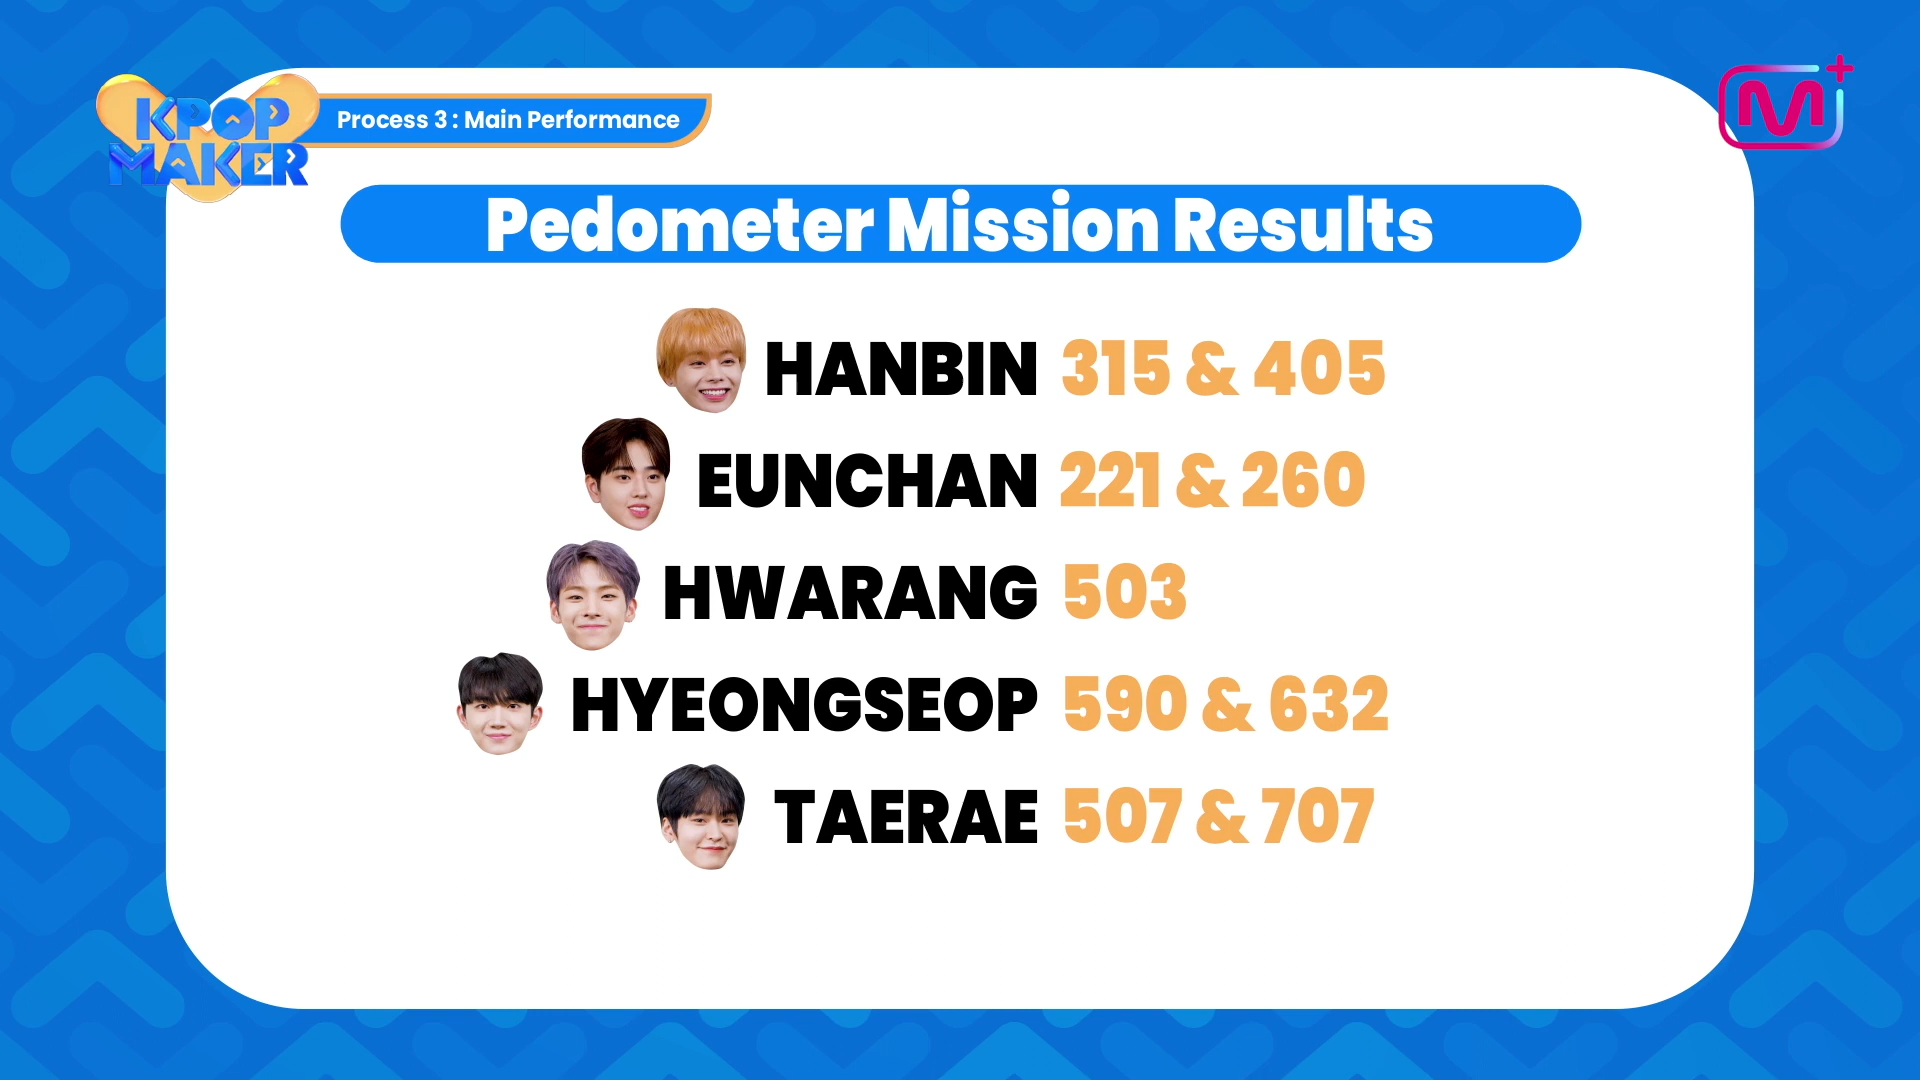 KPOP
MAKER
Process 3 : Main Performance
M+
Pedometer Mission Results
HANBIN 315 & 405
EUNCHAN 221 & 260
HWARANG 503
HYEONGSEOP 590 & 632
TAERAE 507 & 707